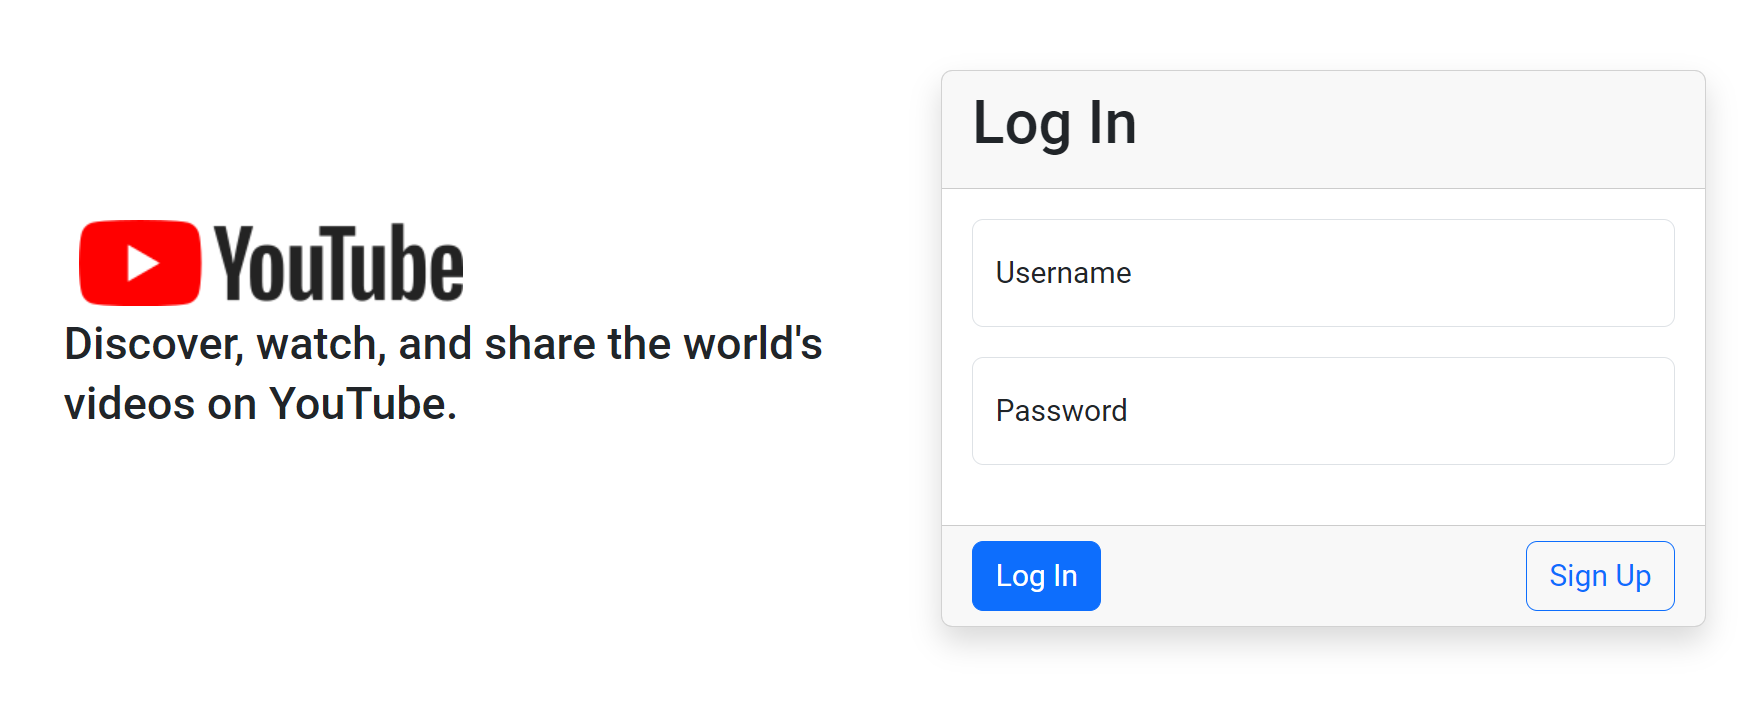 YouTube
Discover, watch, and share the world's
videos on YouTube.
Log In
Username
Password
Log In
Sign Up